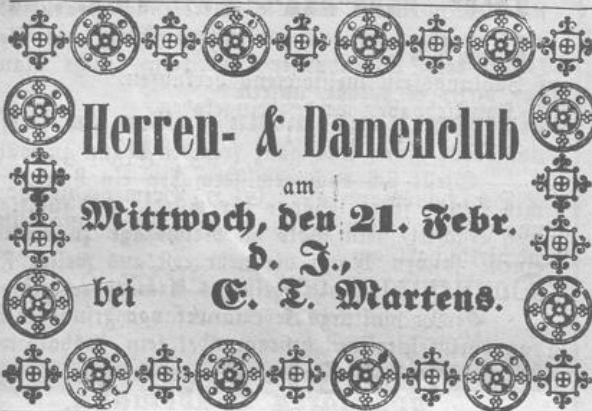 Herren- & Damenclub
am
Mittwoch, den 21. Febr.
d. J.,
bei E. T. Martens.